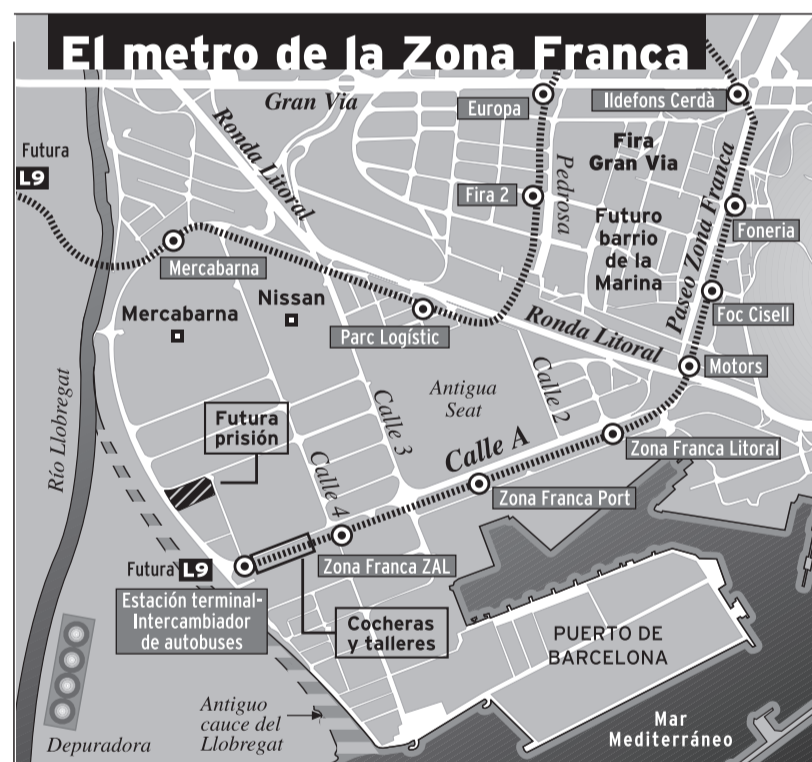 El metro de la Zona Franca
Gran Via
Europa
Ildefons Cerdà
Ronda Litoral
Futura
L9
Fira
Gran Via
Pedrosa
Fira 2
Paseo Zona Franca
Foneria
Futuro
barrio
de la
Marina
Mercabarna
Mercabarna
Nissan
Parc Logístic
Ronda Litoral
Foc Cisell
Motors
Río Llobregat
Antigua
Seat
Calle 2
Calle 3
Calle A
Zona Franca Litoral
Futura
prisión
Calle 4
Zona Franca Port
Futura L9
Zona Franca ZAL
Estación terminal-
Intercambiador
de autobuses
Cocheras
y talleres
PUERTO DE
BARCELONA
Antiguo
cauce del
Llobregat
Depuradora
Mar
Mediterráneo